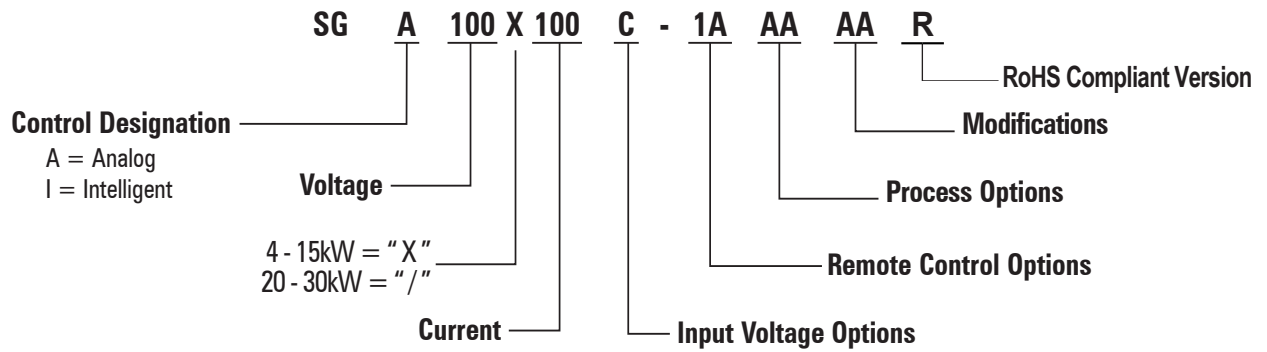 SG A 100 X 100 C - 1A AA AA R
RoHS Compliant Version
Control Designation
Modifications
A = Analog
I = Intelligent
Voltage
Process Options
4 - 15kW = “ X ”
20 - 30kW = “ / ”
Remote Control Options
Current
Input Voltage Options